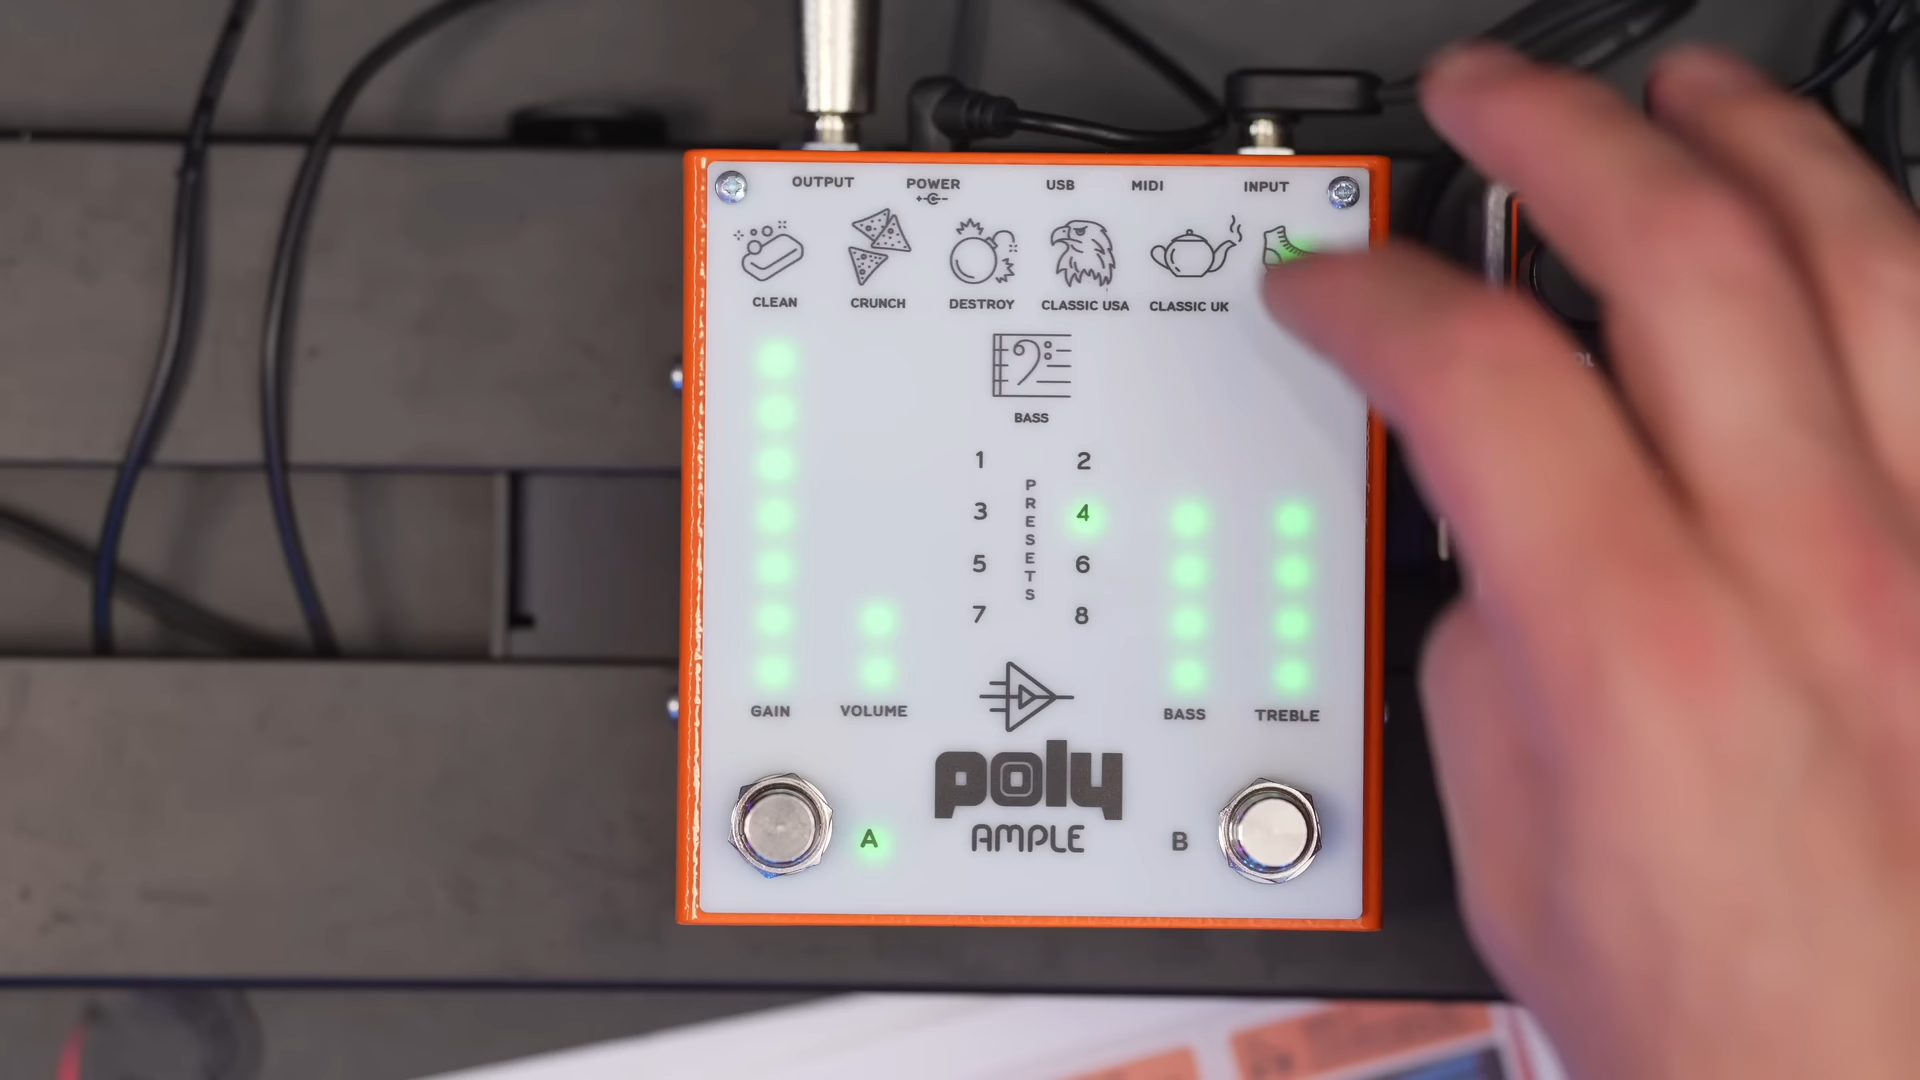 OUTPUT POWER USB MIDI INPUT
CLEAN CRUNCH DESTROY CLASSIC USA CLASSIC UK
BASS
1 2
3 4
5 6
7 8
PRESETS
GAIN VOLUME BASS TREBLE
poly
AMPLE
A B